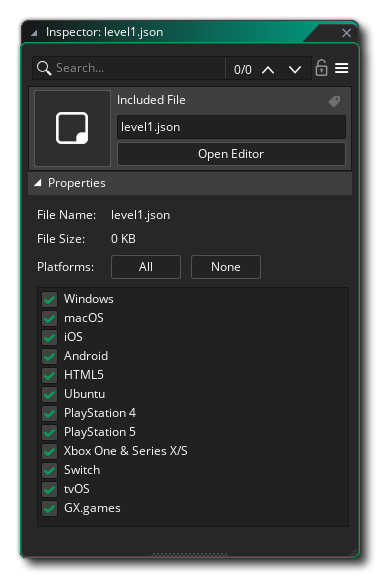 Inspector: level1.json
Search...
0/0
Included File
level1.json
Open Editor
Properties
File Name: level1.json
File Size: 0 KB
Platforms: All None
Windows
macOS
iOS
Android
HTML5
Ubuntu
PlayStation 4
PlayStation 5
Xbox One & Series X/S
Switch
tvOS
GX.games